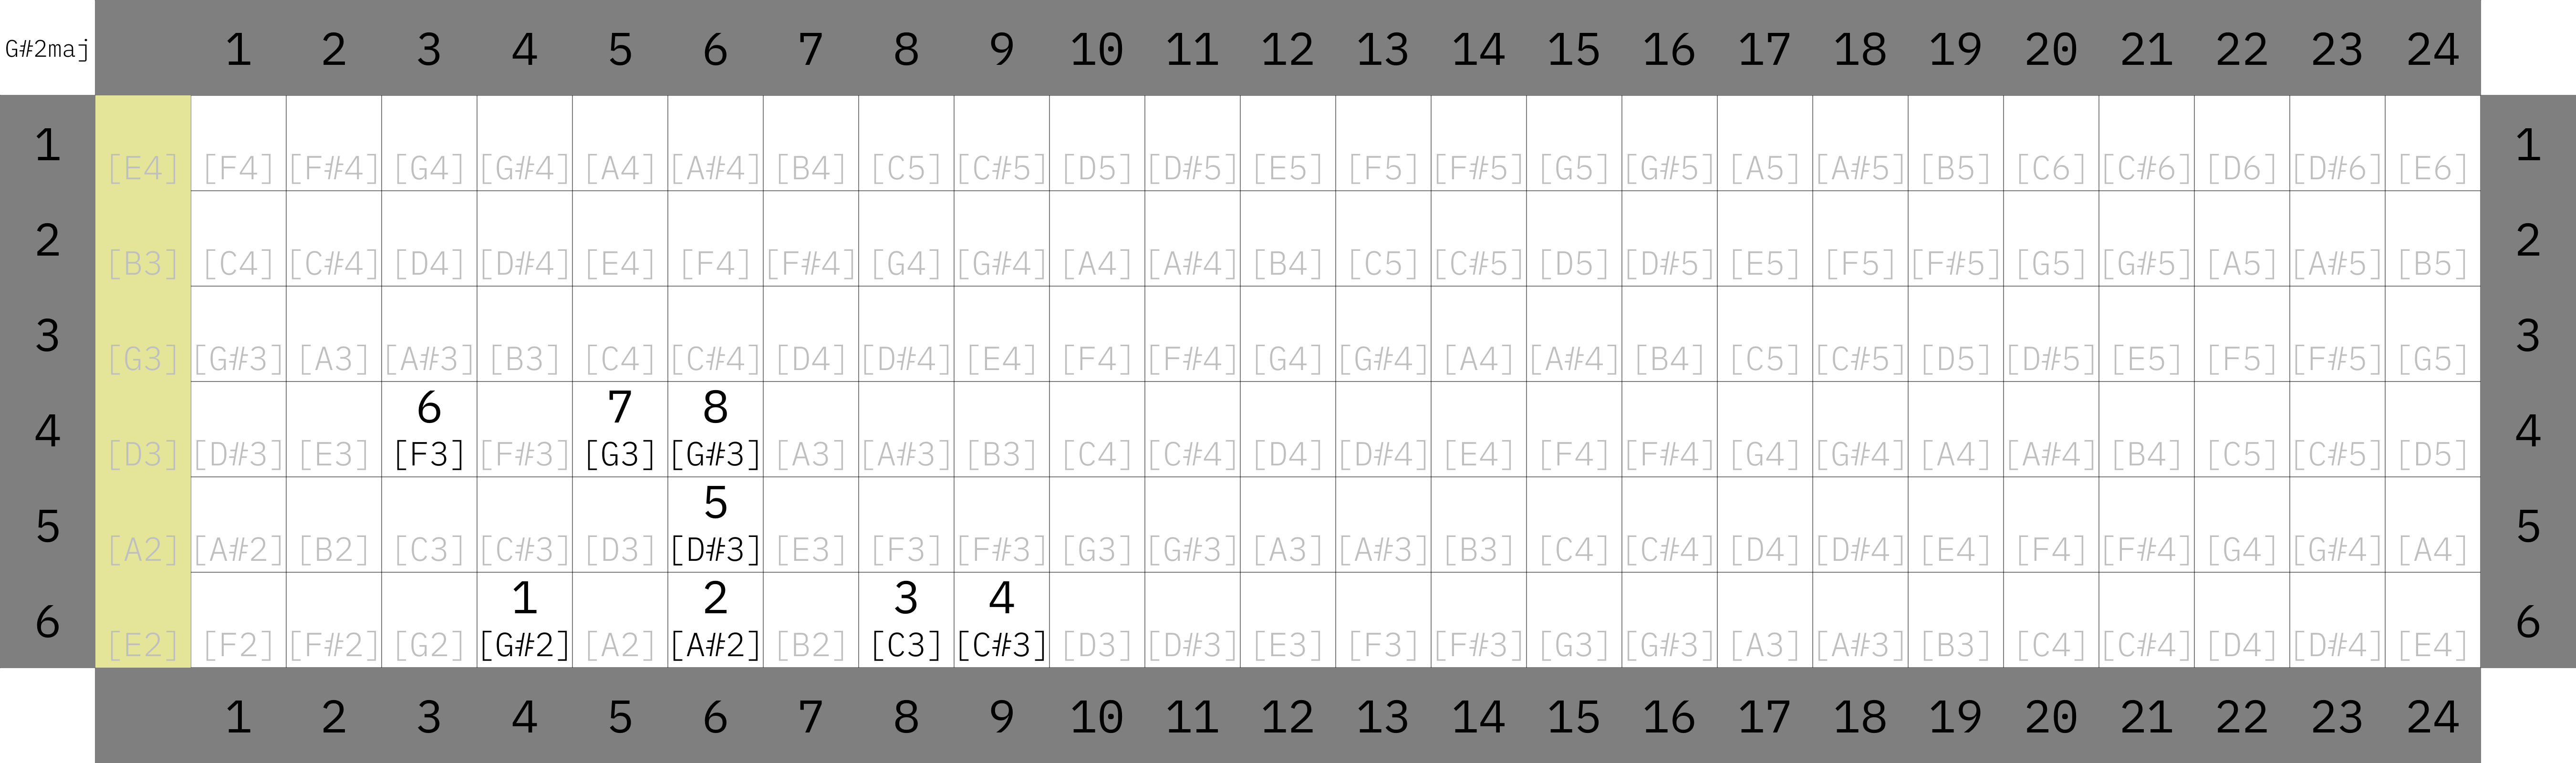 G#2maj 1 2 3 4 5 6 7 8 9 10 11 12 13 14 15 16 17 18 19 20 21 22 23 24
1 [E4] [F4] [F#4] [G4] [G#4] [A4] [A#4] [B4] [C5] [C#5] [D5] [D#5] [E5] [F5] [F#5] [G5] [G#5] [A5] [A#5] [B5] [C6] [C#6] [D6] [D#6] [E6] 1
2 [B3] [C4] [C#4] [D4] [D#4] [E4] [F4] [F#4] [G4] [G#4] [A4] [A#4] [B4] [C5] [C#5] [D5] [D#5] [E5] [F5] [F#5] [G5] [G#5] [A5] [A#5] [B5] 2
3 [G3] [G#3] [A3] [A#3] [B3] [C4] [C#4] [D4] [D#4] [E4] [F4] [F#4] [G4] [G#4] [A4] [A#4] [B4] [C5] [C#5] [D5] [D#5] [E5] [F5] [F#5] [G5] 3
6 7 8
4 [D3] [D#3] [E3] [F3] [F#3] [G3] [G#3] [A3] [A#3] [B3] [C4] [C#4] [D4] [D#4] [E4] [F4] [F#4] [G4] [G#4] [A4] [A#4] [B4] [C5] [C#5] [D5] 4
5
5 [A2] [A#2] [B2] [C3] [C#3] [D3] [D#3] [E3] [F3] [F#3] [G3] [G#3] [A3] [A#3] [B3] [C4] [C#4] [D4] [D#4] [E4] [F4] [F#4] [G4] [G#4] [A4] 5
1 2 3 4
6 [E2] [F2] [F#2] [G2] [G#2] [A2] [A#2] [B2] [C3] [C#3] [D3] [D#3] [E3] [F3] [F#3] [G3] [G#3] [A3] [A#3] [B3] [C4] [C#4] [D4] [D#4] [E4] 6
1 2 3 4 5 6 7 8 9 10 11 12 13 14 15 16 17 18 19 20 21 22 23 24